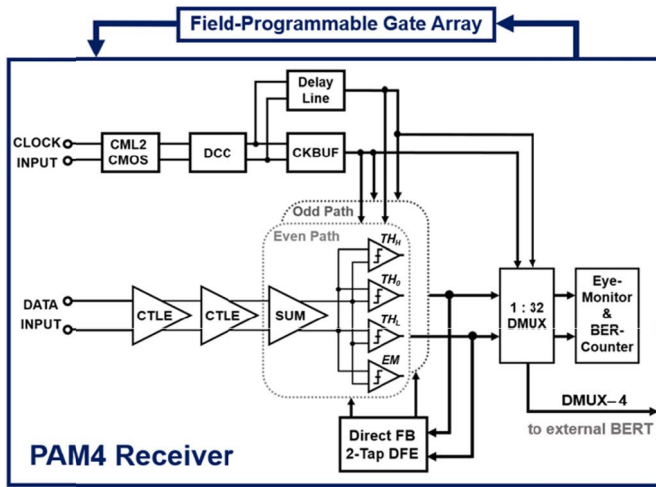 Field-Programmable Gate Array
Delay
Line
CLOCK
INPUT
CML2
CMOS
DCC
CKBUF
Odd Path
Even Path
TH_H
TH_0
TH_L
EM
DATA
INPUT
CTLE
CTLE
SUM
1 : 32
DMUX
Eye-
Monitor
&
BER-
Counter
DMUX–4
to external BERT
Direct FB
2-Tap DFE
PAM4 Receiver